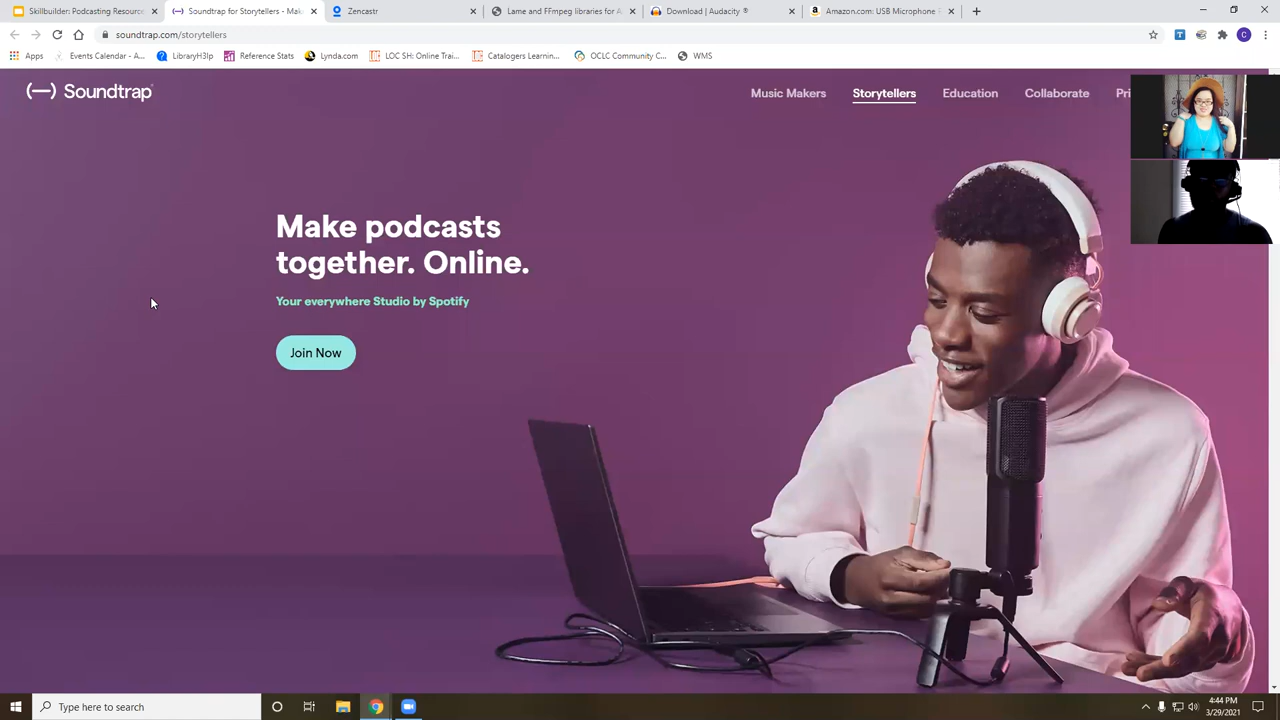 Skillbuilder: Podcasting Resourc
Soundtrap for Storytellers - Mak
Zencastr
Lame and FFmpeg libraries for A
Download | Audacity ®
Amazon.com: USB Microphone F
soundtrap.com/storytellers
C
Apps
Events Calendar - A...
LibraryH3lp
Reference Stats
Lynda.com
LOC SH: Online Trai...
Catalogers Learnin...
OCLC Community C...
WMS
Soundtrap
Music Makers
Storytellers
Education
Collaborate
Pri
Make podcasts
together. Online.
Your everywhere Studio by Spotify
Join Now
Type here to search
4:44 PM
3/29/2021